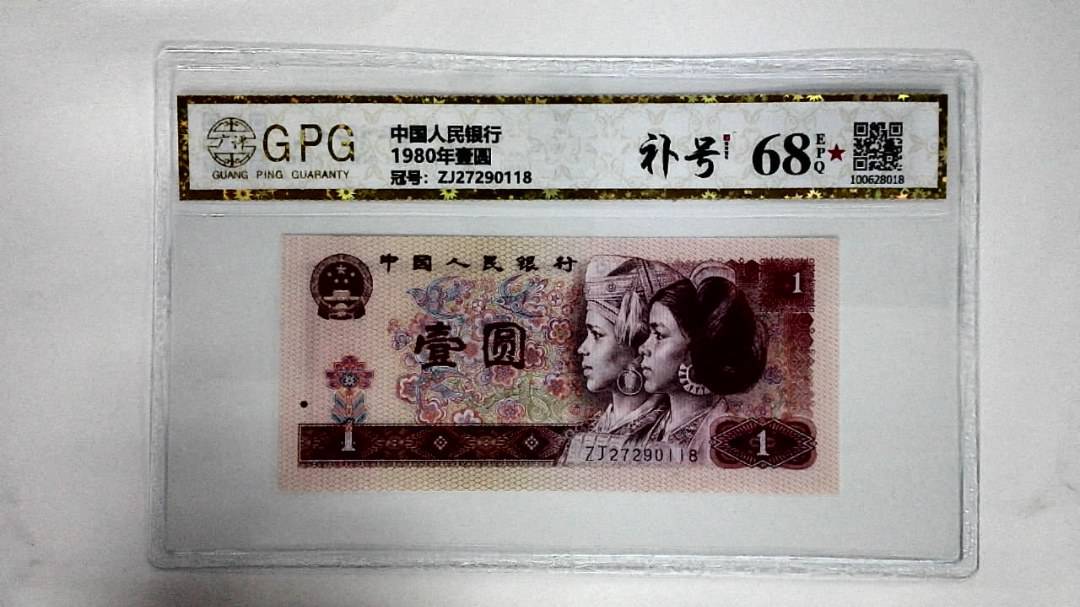 GPG
GUANG PING GUARANTY
中国人民银行
1980年壹圆
冠号: ZJ27290118
补号
68
EPQ
100628018
中国人民银行
1
壹圆
1
ZJ27290118
1